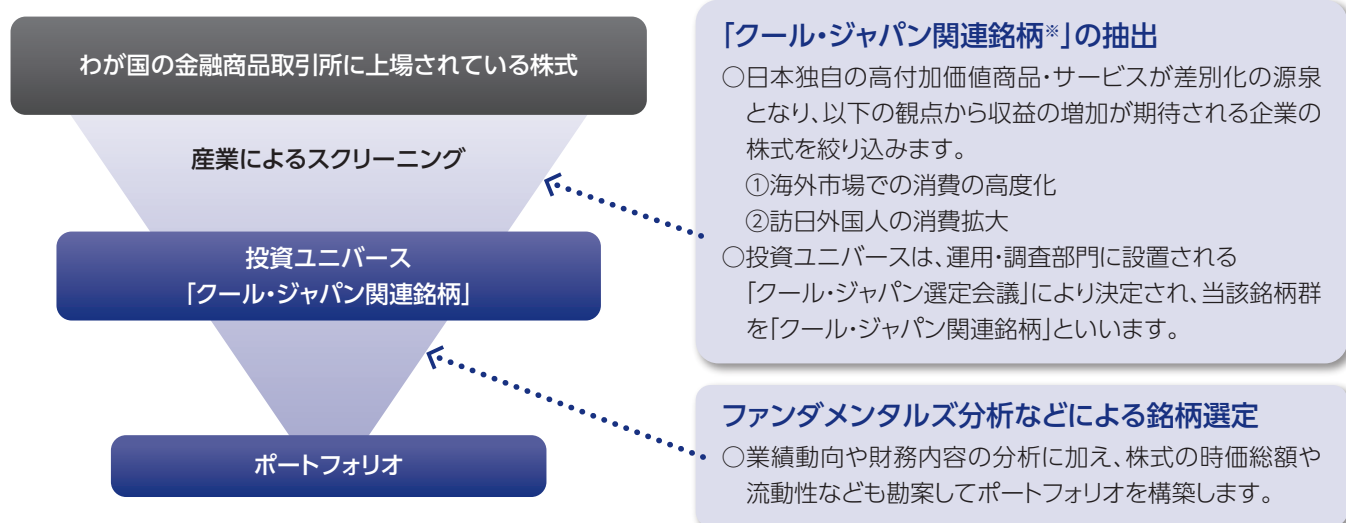 わが国の金融商品取引所に上場されている株式
産業によるスクリーニング
投資ユニバース
「クール・ジャパン関連銘柄」
ポートフォリオ
「クール・ジャパン関連銘柄※」の抽出
○日本独自の高付加価値商品・サービスが差別化の源泉
となり、以下の観点から収益の増加が期待される企業の
株式を絞り込みます。
①海外市場での消費の高度化
②訪日外国人の消費拡大
○投資ユニバースは、運用・調査部門に設置される
「クール・ジャパン選定会議」により決定され、当該銘柄群
を「クール・ジャパン関連銘柄」といいます。
ファンダメンタルズ分析などによる銘柄選定
○業績動向や財務内容の分析に加え、株式の時価総額や
流動性なども勘案してポートフォリオを構築します。